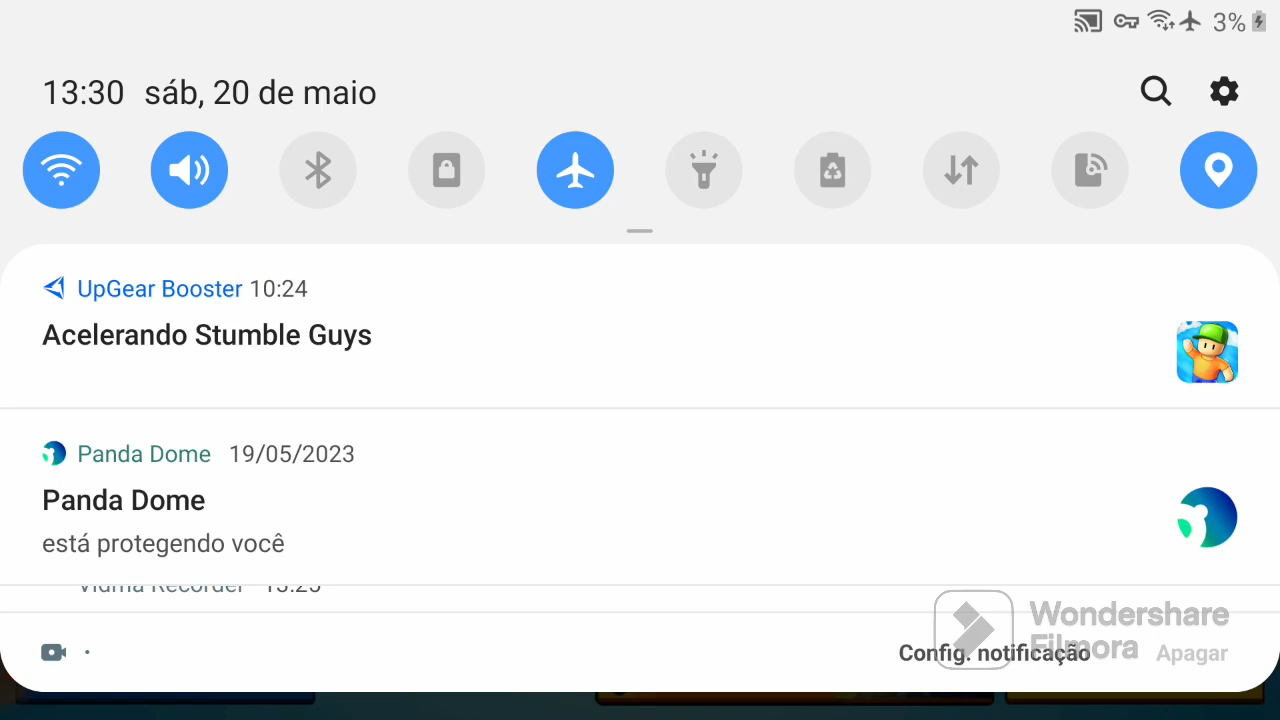 3%
13:30 sáb, 20 de maio
UpGear Booster 10:24
Acelerando Stumble Guys
Panda Dome 19/05/2023
Panda Dome
está protegendo você
Vidma Recorder 13:25
Wondershare
Filmora
Config. notificação Apagar